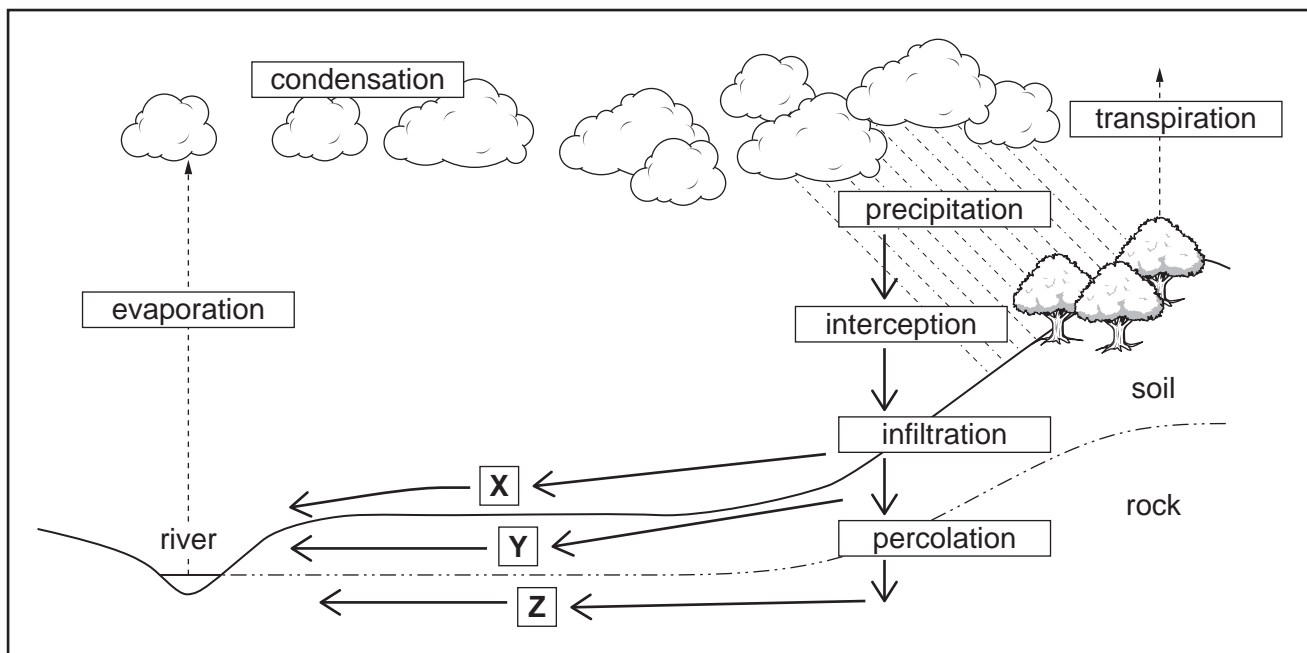 condensation
transpiration
precipitation
evaporation
interception
soil
infiltration
X
rock
river
Y
percolation
Z